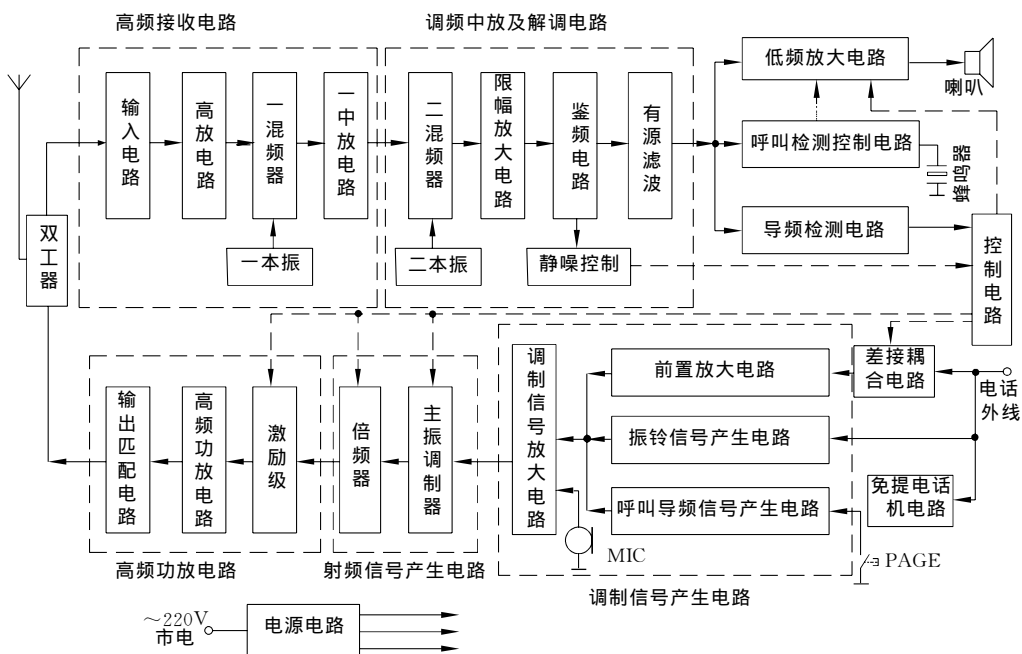 高频接收电路
调频中放及解调电路
输入电路
高放电路
一混频器
一中放电路
二混频器
限幅放大电路
鉴频电路
有源滤波
低频放大电路
喇叭
呼叫检测控制电路
蜂鸣器
导频检测电路
双工器
一本振
二本振
静噪控制
控制电路
输出匹配电路
高频功放电路
激励级
倍频器
主振调制器
调制信号放大电路
前置放大电路
差接耦
合电路
电话
外线
振铃信号产生电路
呼叫导频信号产生电路
免提电话
机电路
MIC
PAGE
高频功放电路
射频信号产生电路
调制信号产生电路
～220V
市电
电源电路